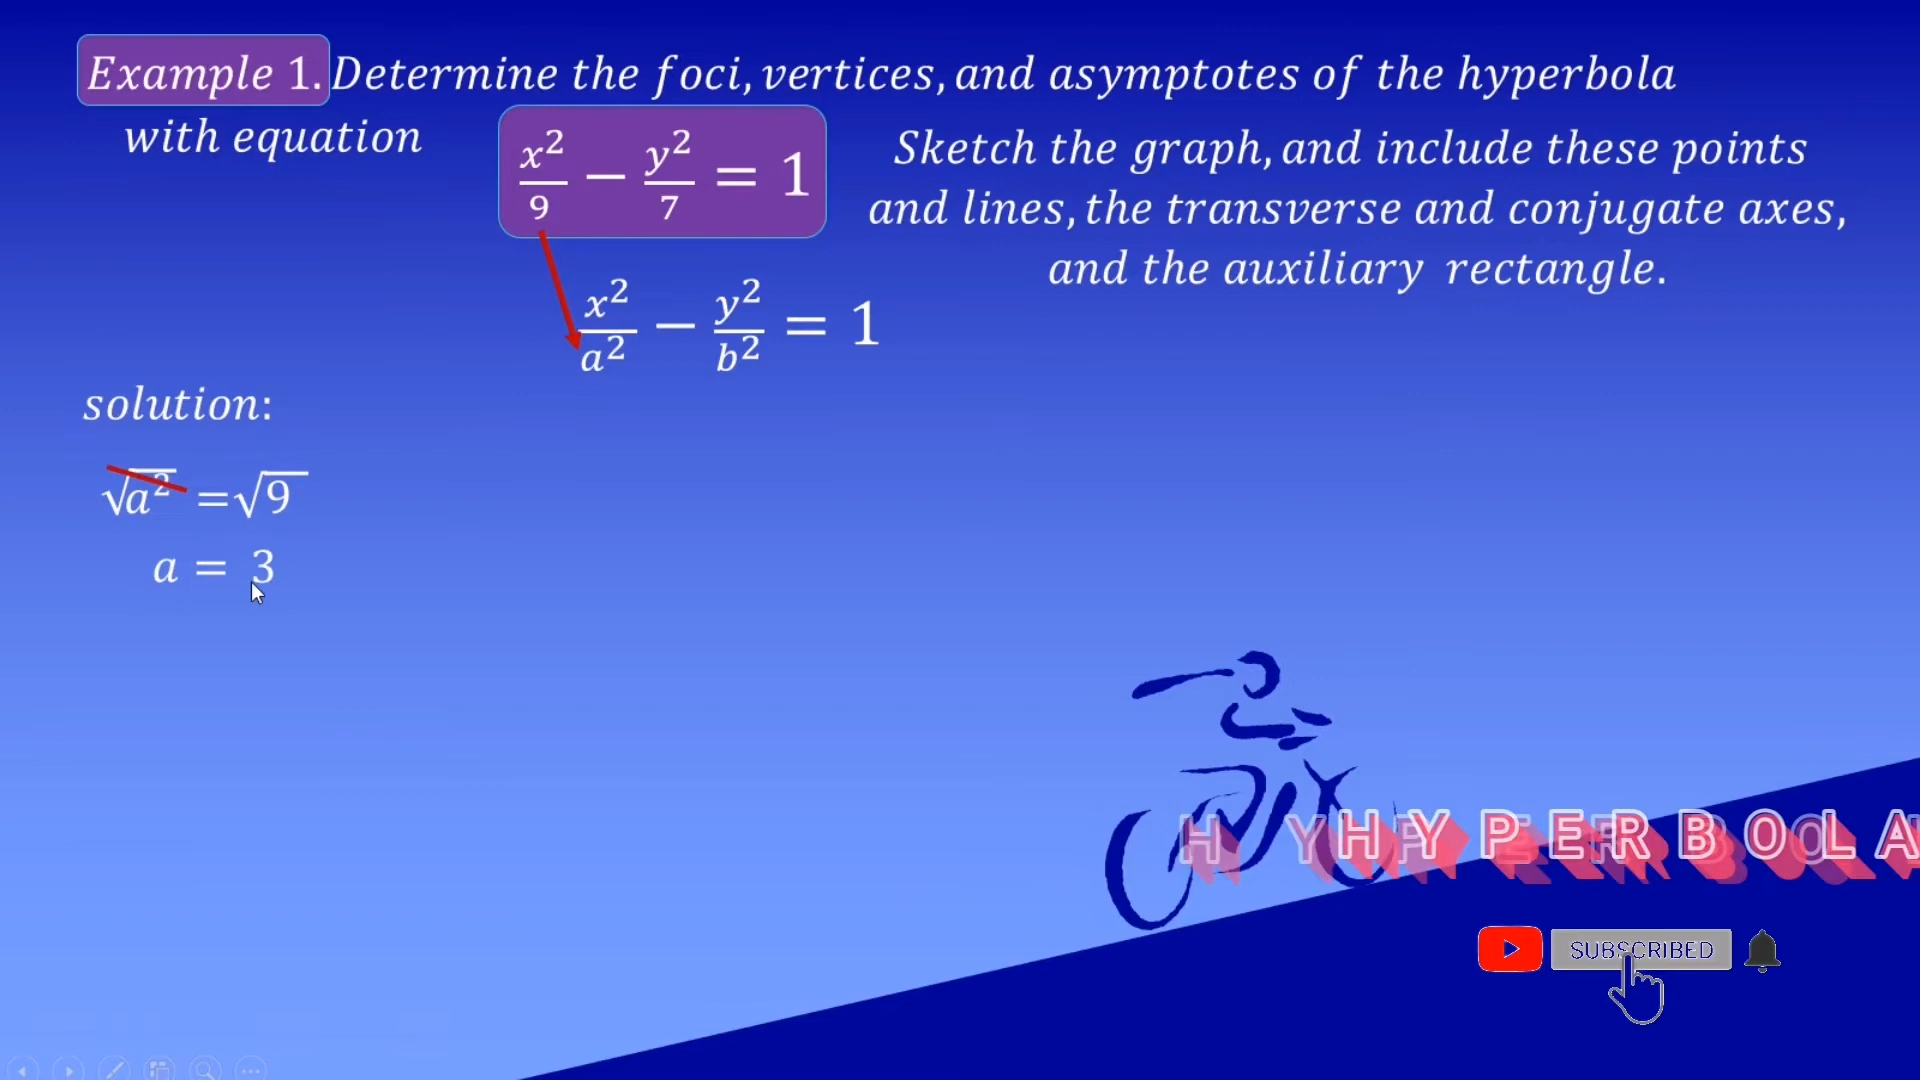 Example 1. Determine the foci, vertices, and asymptotes of the hyperbola
with equation
x²/9 − y²/7 = 1
Sketch the graph, and include these points
and lines, the transverse and conjugate axes,
and the auxiliary rectangle.
x²/a² − y²/b² = 1
solution:
√a² = √9
a = 3
HYPERBOLA
SUBSCRIBED